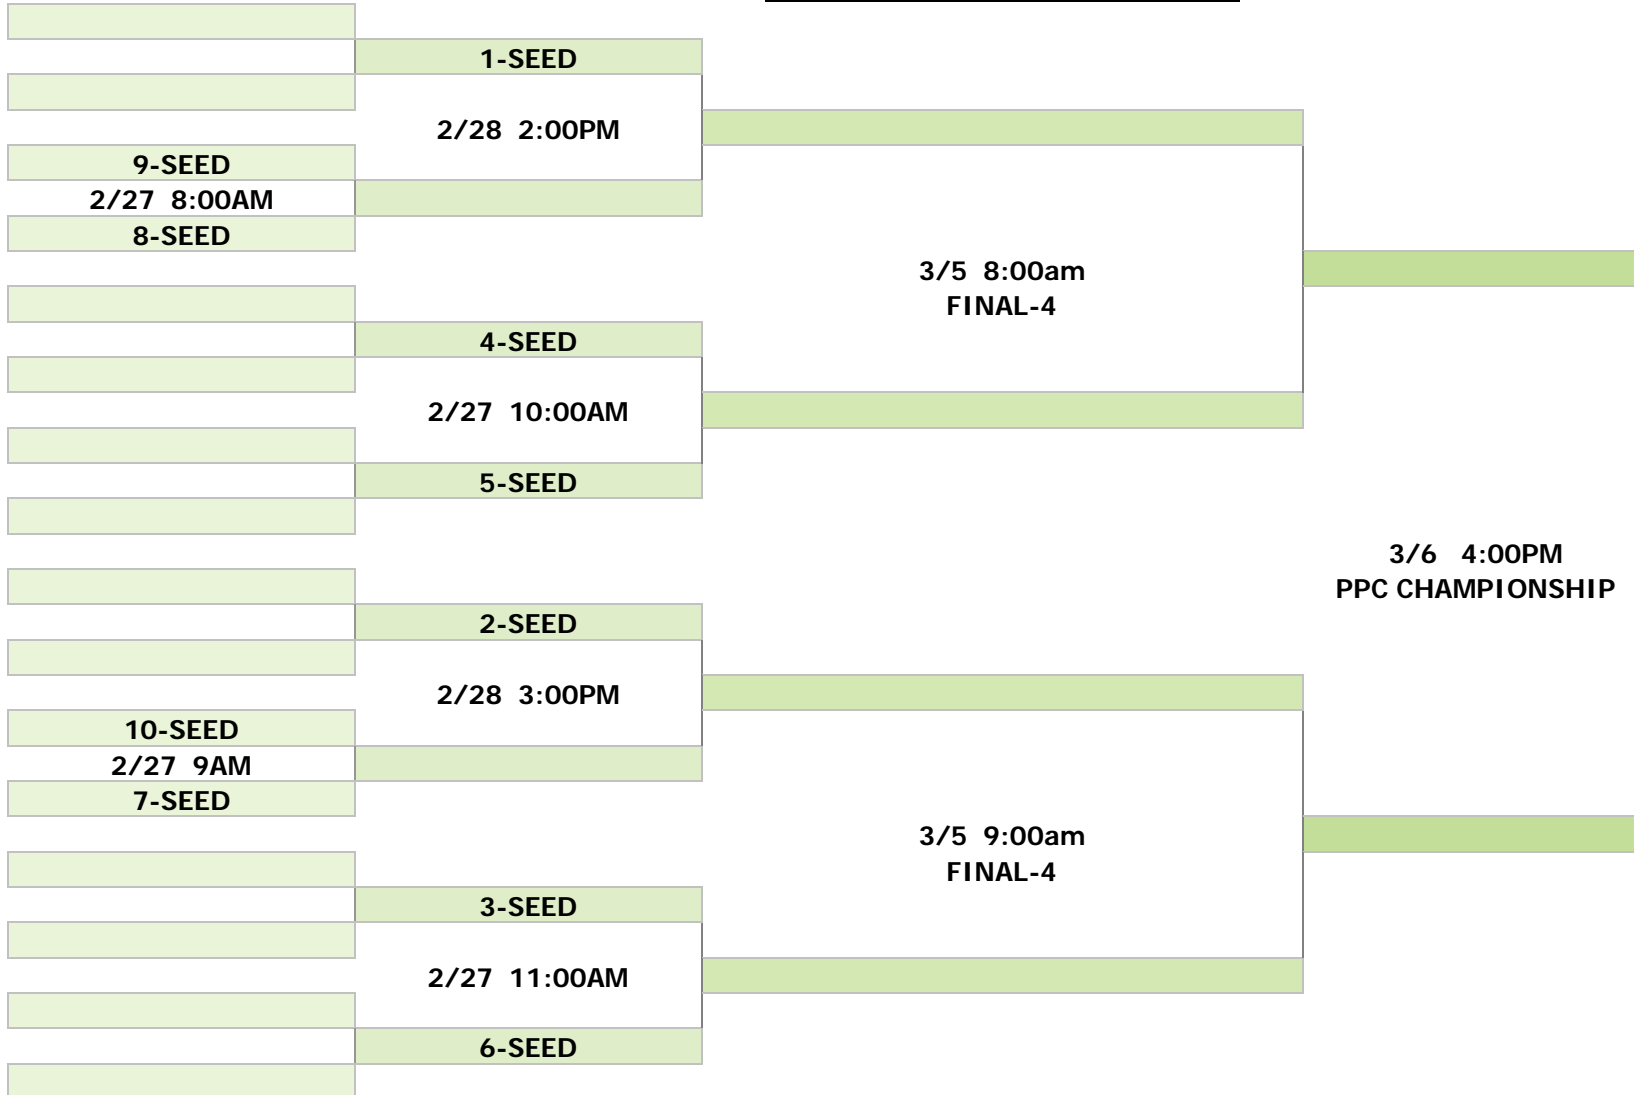 1-SEED
2/28 2:00PM
9-SEED
2/27 8:00AM
8-SEED
3/5 8:00am
FINAL-4
4-SEED
2/27 10:00AM
5-SEED
3/6 4:00PM
PPC CHAMPIONSHIP
2-SEED
2/28 3:00PM
10-SEED
2/27 9AM
7-SEED
3/5 9:00am
FINAL-4
3-SEED
2/27 11:00AM
6-SEED